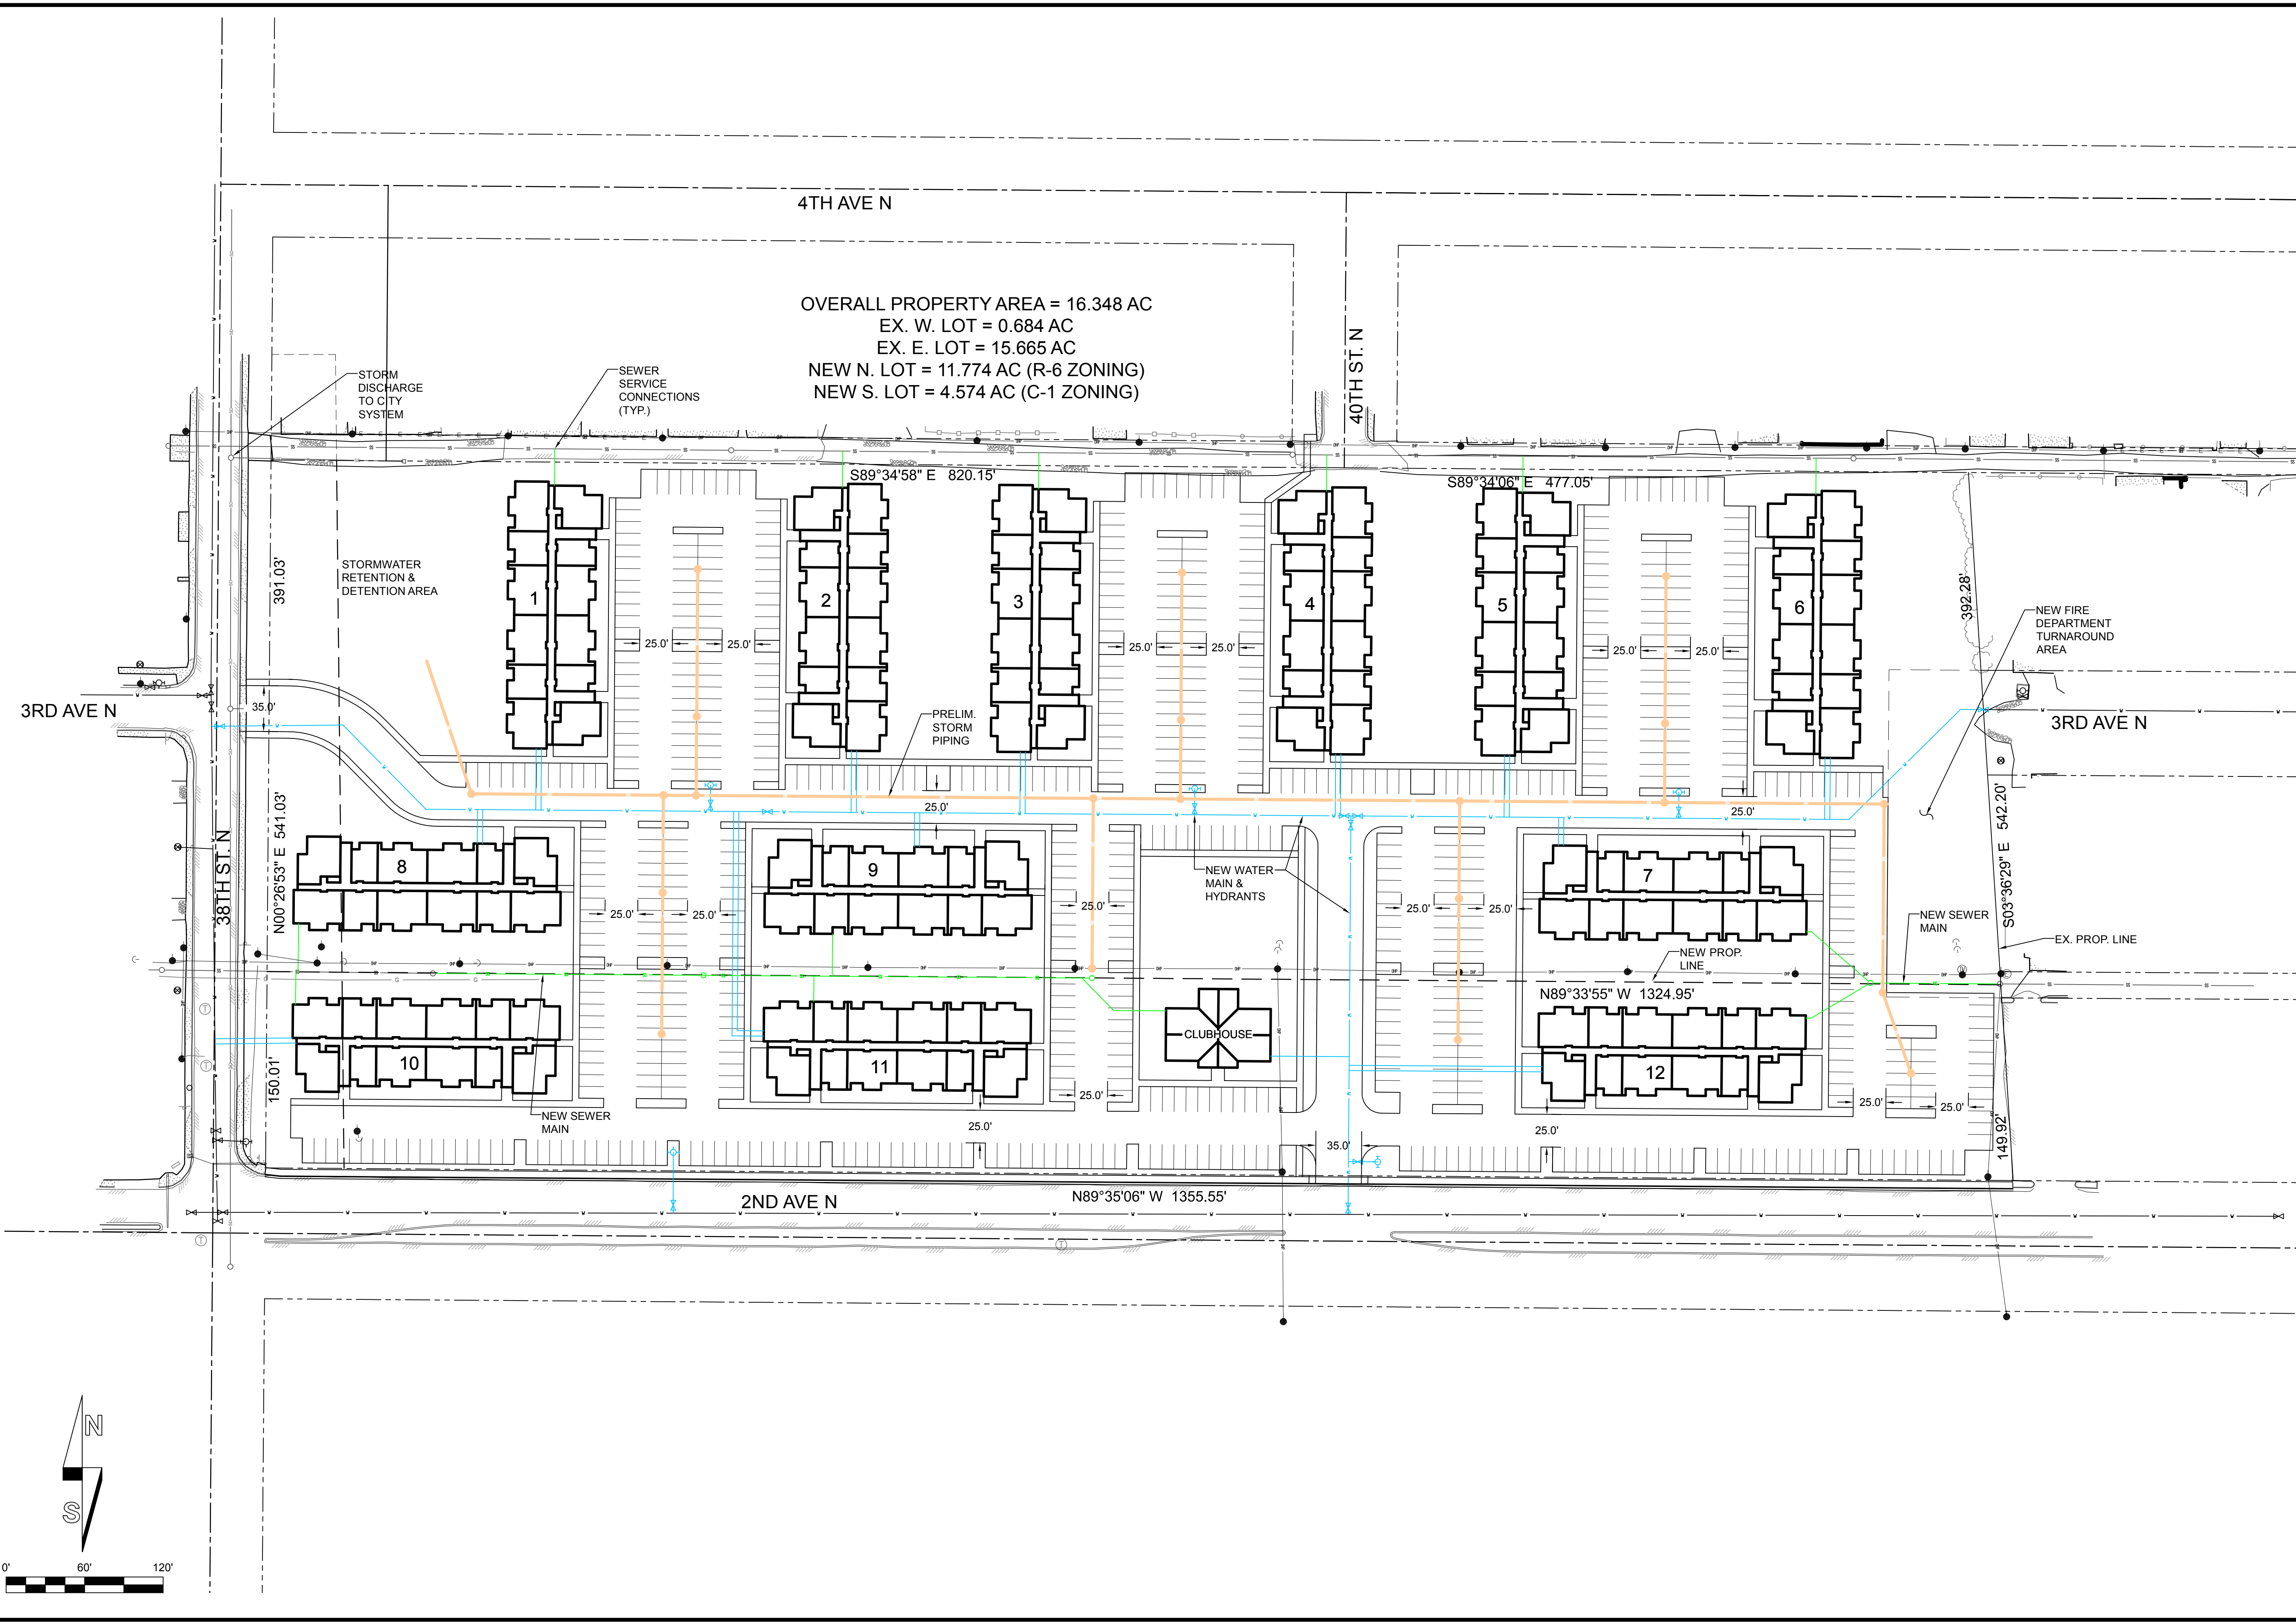 4TH AVE N
OVERALL PROPERTY AREA = 16.348 AC
EX. W. LOT = 0.684 AC
EX. E. LOT = 15.665 AC
NEW N. LOT = 11.774 AC (R-6 ZONING)
NEW S. LOT = 4.574 AC (C-1 ZONING)
40TH ST. N
STORM
DISCHARGE
TO CITY
SYSTEM
SEWER
SERVICE
CONNECTIONS
(TYP.)
S89°34'58" E 820.15'
S89°34'06" E 477.05'
STORMWATER
RETENTION &
DETENTION AREA
391.03'
1
2
3
4
5
6
392.28'
NEW FIRE
DEPARTMENT
TURNAROUND
AREA
25.0'
25.0'
25.0'
25.0'
25.0'
25.0'
3RD AVE N
35.0'
PRELIM.
STORM
PIPING
3RD AVE N
25.0'
25.0'
38TH ST. N
N00°26'53" E 541.03'
8
9
7
NEW WATER
MAIN &
HYDRANTS
S03°36'29" E 542.20'
25.0'
25.0'
25.0'
25.0'
25.0'
NEW SEWER
MAIN
EX. PROP. LINE
NEW PROP.
LINE
N89°33'55" W 1324.95'
CLUBHOUSE
150.01'
10
11
12
25.0'
25.0'
25.0'
NEW SEWER
MAIN
25.0'
25.0'
35.0'
149.92'
2ND AVE N
N89°35'06" W 1355.55'
N
S
0'
60'
120'